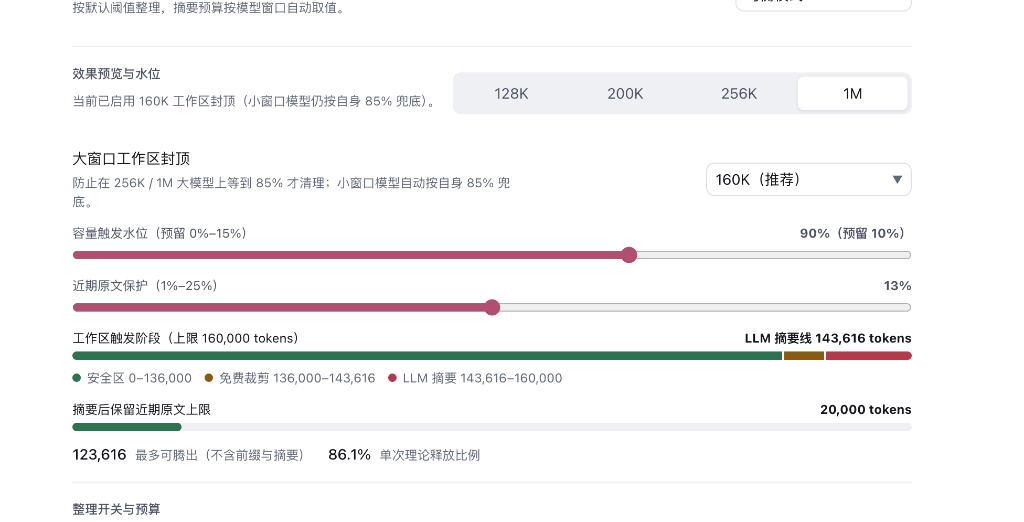 按默认阈值整理，摘要预算按模型窗口自动取值。
效果预览与水位
当前已启用 160K 工作区封顶（小窗口模型仍按自身 85% 兜底）。
128K 200K 256K 1M
大窗口工作区封顶
防止在 256K / 1M 大模型上等到 85% 才清理；小窗口模型自动按自身 85% 兜
底。
160K（推荐）
容量触发水位（预留 0%–15%） 90%（预留 10%）
近期原文保护（1%–25%） 13%
工作区触发阶段（上限 160,000 tokens） LLM 摘要线 143,616 tokens
安全区 0–136,000 免费裁剪 136,000–143,616 LLM 摘要 143,616–160,000
摘要后保留近期原文上限 20,000 tokens
123,616 最多可腾出（不含前缀与摘要） 86.1% 单次理论释放比例
整理开关与预算